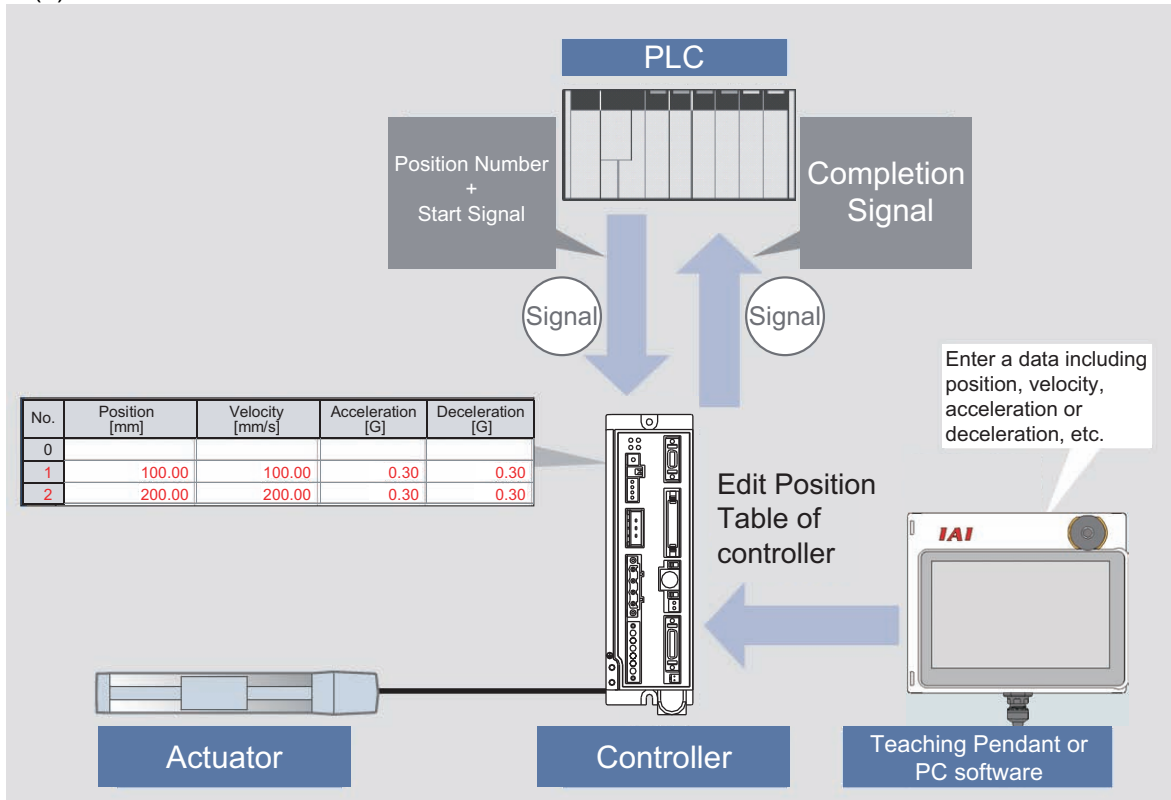 PLC
Position Number
+
Start Signal
Completion
Signal
Signal
Signal
Enter a data including
position, velocity,
acceleration or
deceleration, etc.
No. Position [mm] Velocity [mm/s] Acceleration [G] Deceleration [G]
0
1 100.00 100.00 0.30 0.30
2 200.00 200.00 0.30 0.30
Edit Position
Table of
controller
IAI
Actuator
Controller
Teaching Pendant or
PC software